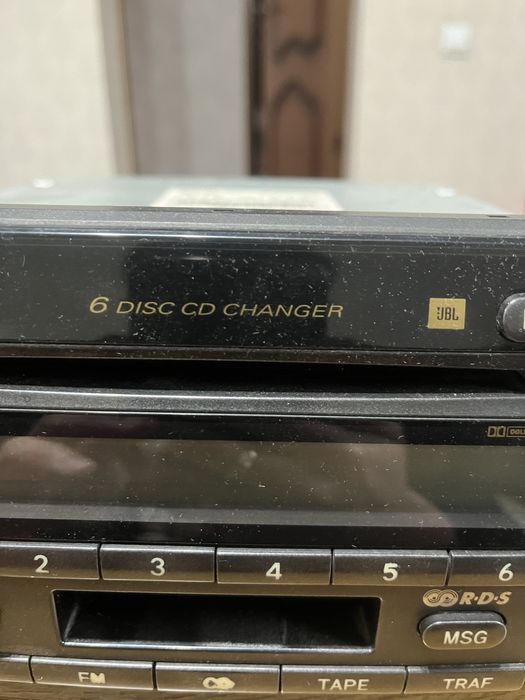 6 DISC CD CHANGER
JBL
2 3 4 5 6
R·D·S
MSG
FM TAPE TRAF